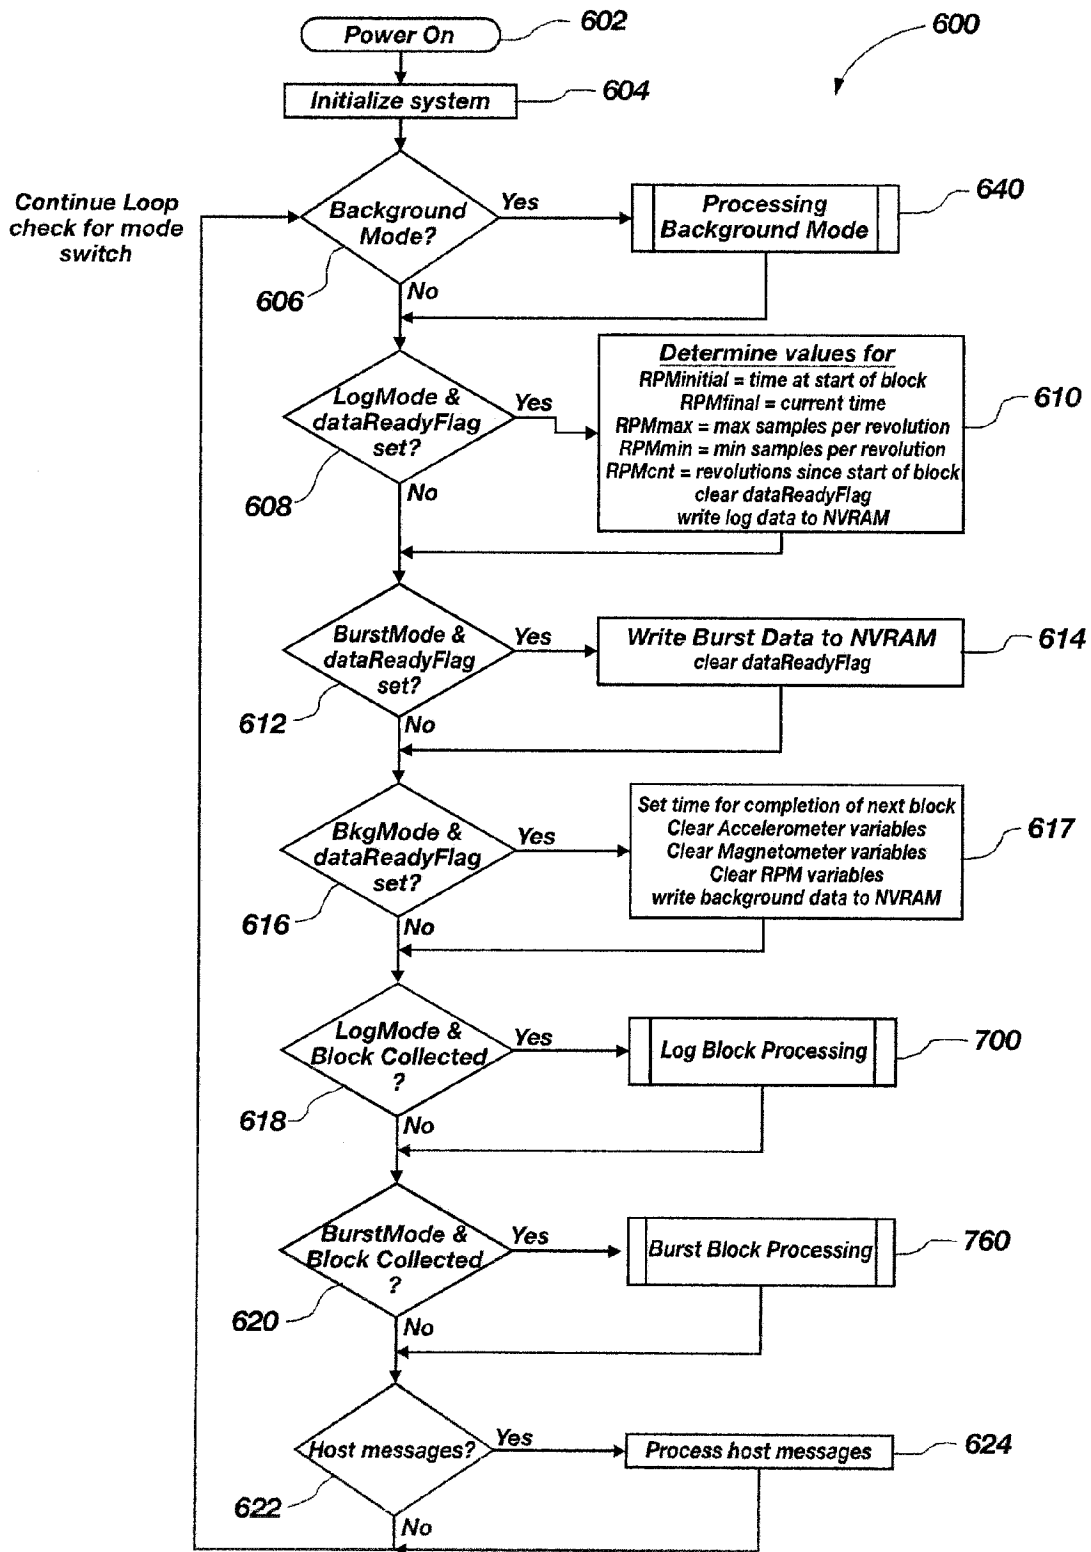 Power On
602
600
Initialize system
604
Continue Loop
check for mode
switch
Background
Mode?
Yes
Processing
Background Mode
640
606
No
LogMode &
dataReadyFlag
set?
Yes
Determine values for
RPMinitial = time at start of block
RPMfinal = current time
RPMmax = max samples per revolution
RPMmin = min samples per revolution
RPMcnt = revolutions since start of block
clear dataReadyFlag
write log data to NVRAM
610
608
No
BurstMode &
dataReadyFlag
set?
Yes
Write Burst Data to NVRAM
clear dataReadyFlag
614
612
No
BkgMode &
dataReadyFlag
set?
Yes
Set time for completion of next block
Clear Accelerometer variables
Clear Magnetometer variables
Clear RPM variables
write background data to NVRAM
617
616
No
LogMode &
Block Collected
?
Yes
Log Block Processing
700
618
No
BurstMode &
Block Collected
?
Yes
Burst Block Processing
760
620
No
Host messages?
Yes
Process host messages
624
622
No